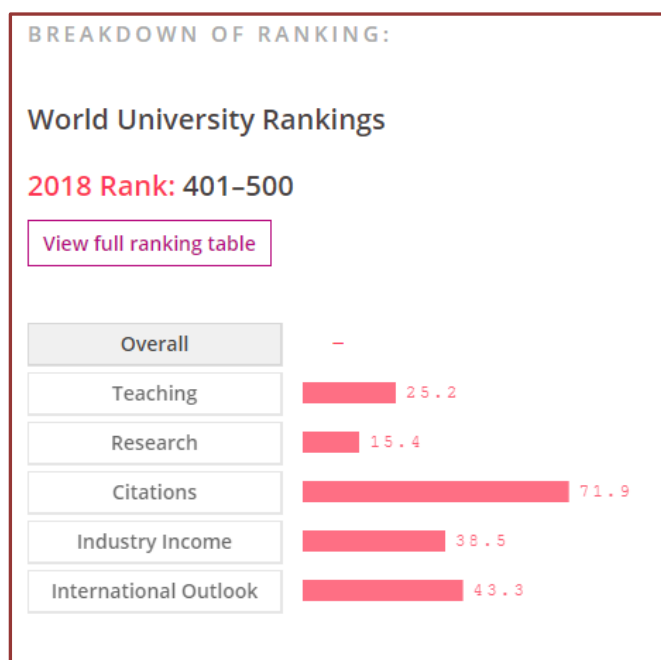 BREAKDOWN OF RANKING:
World University Rankings
2018 Rank: 401–500
View full ranking table
Overall –
Teaching 25.2
Research 15.4
Citations 71.9
Industry Income 38.5
International Outlook 43.3